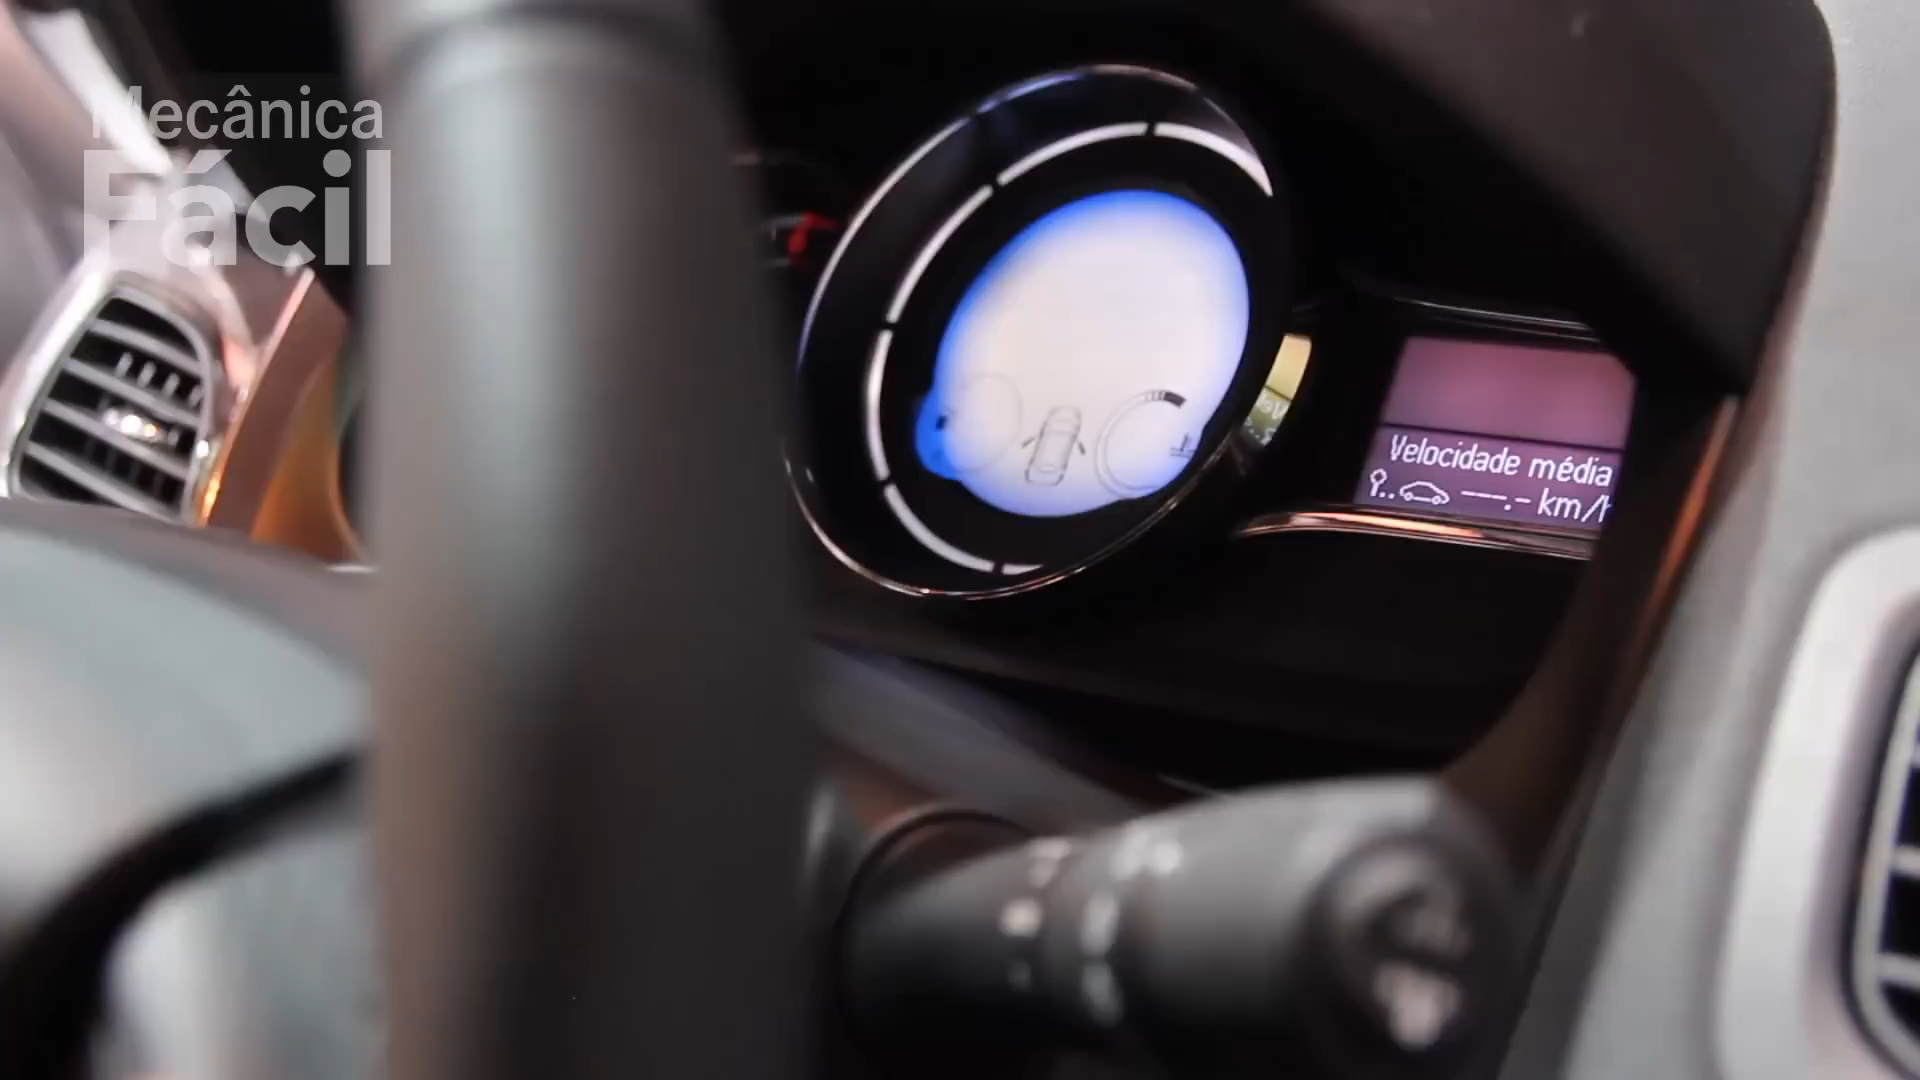 Mecânica
Fácil
Velocidade média
---.- km/h